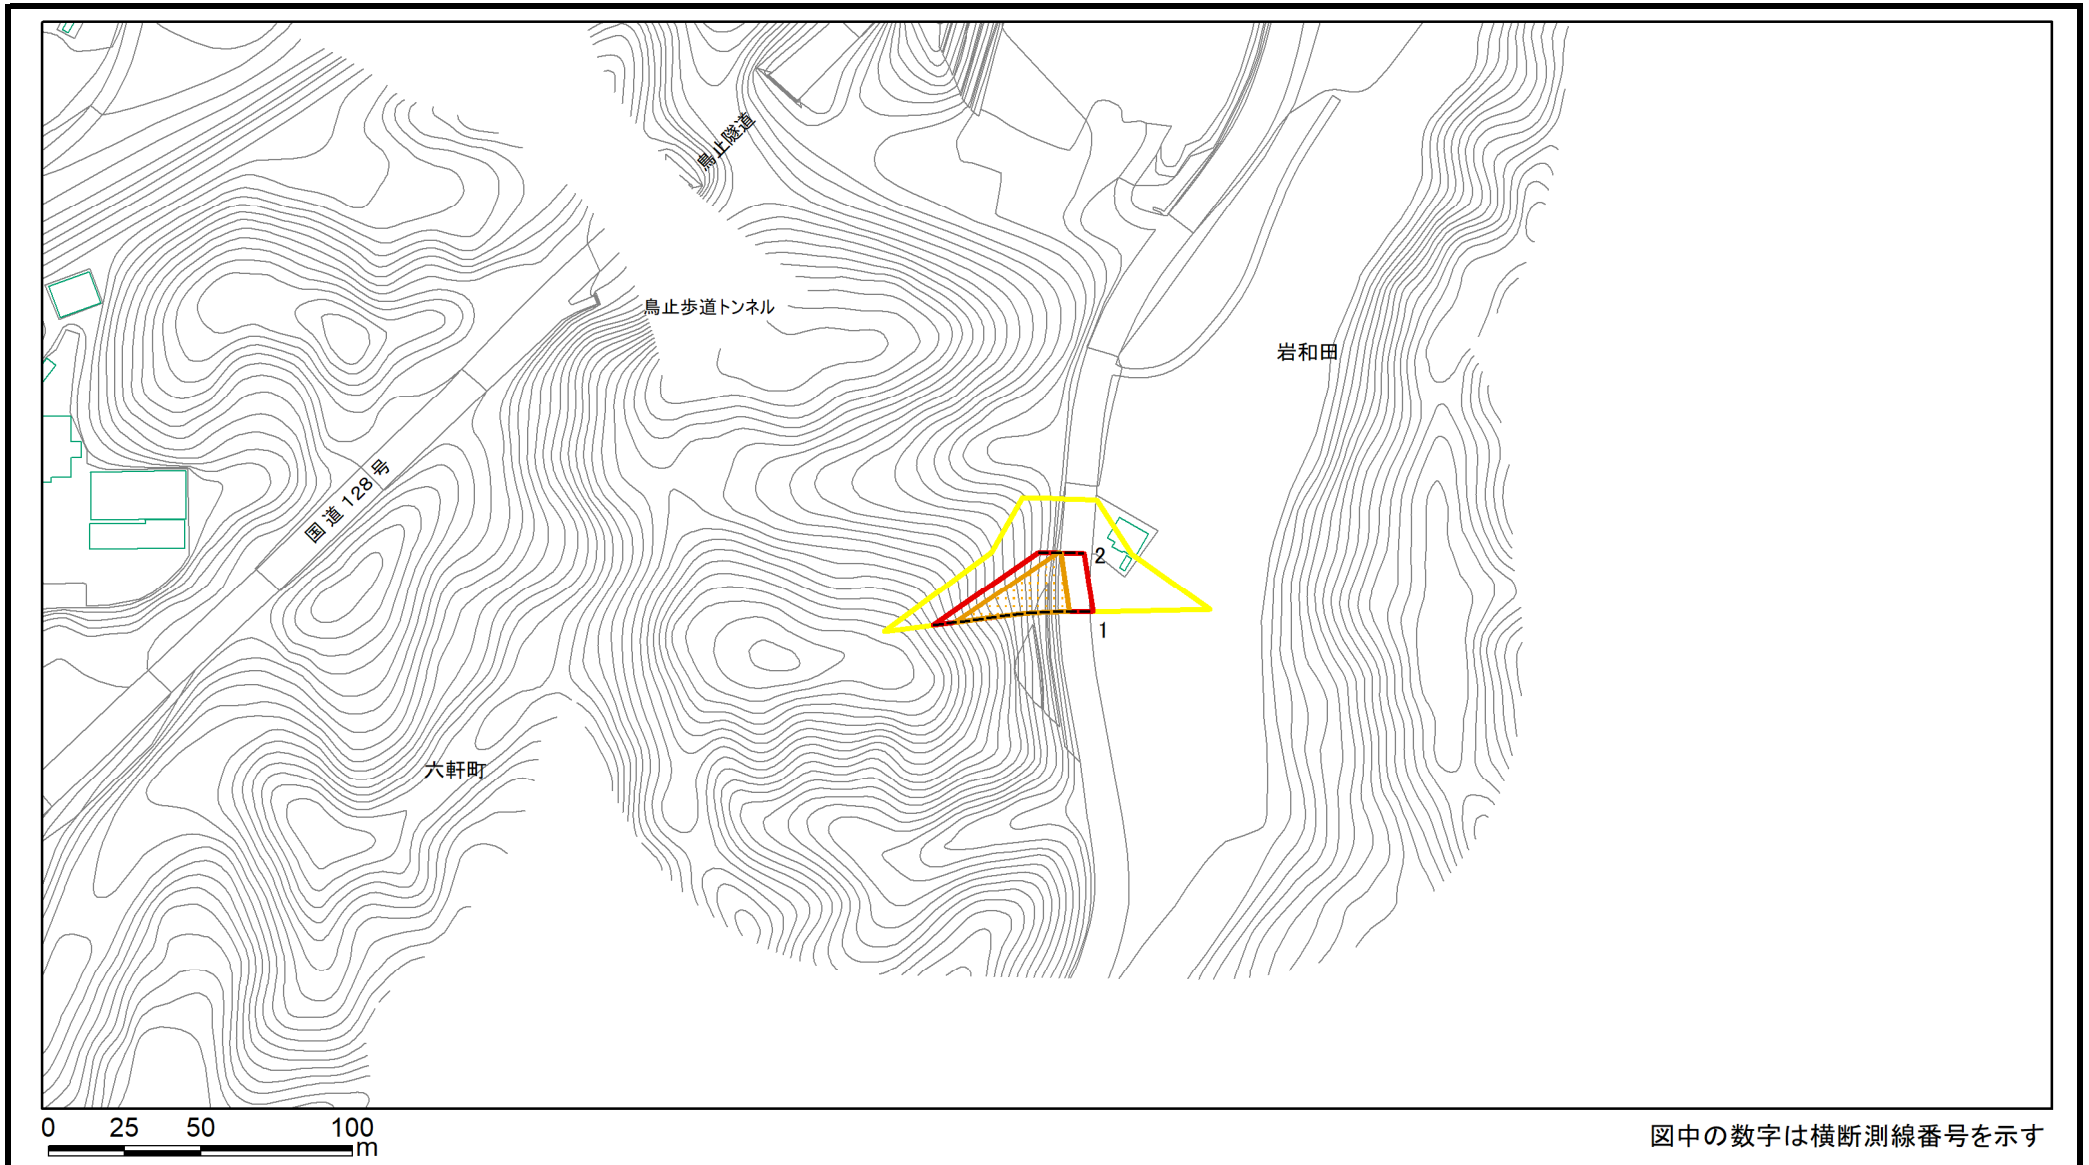 鳥止隧道
鳥止歩道トンネル
岩和田
国道128号
2
1
六軒町
0 25 50 100
m
図中の数字は横断測線番号を示す